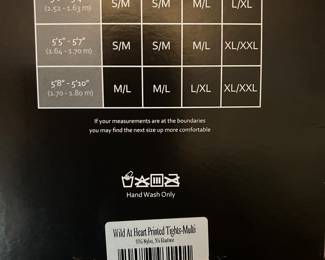 (1.52 - 1.63 m) S/M S/M M/L L/XL
5'5" - 5'7"
(1.64 - 1.70 m) S/M S/M M/L XL/XXL
5'8" - 5'10"
(1.70 - 1.80 m) M/L M/L L/XL XL/XXL
If your measurements are at the boundaries
you may find the next size up more comfortable
Hand Wash Only
Wild At Heart Printed Tights-Multi
Nylon, Elastane